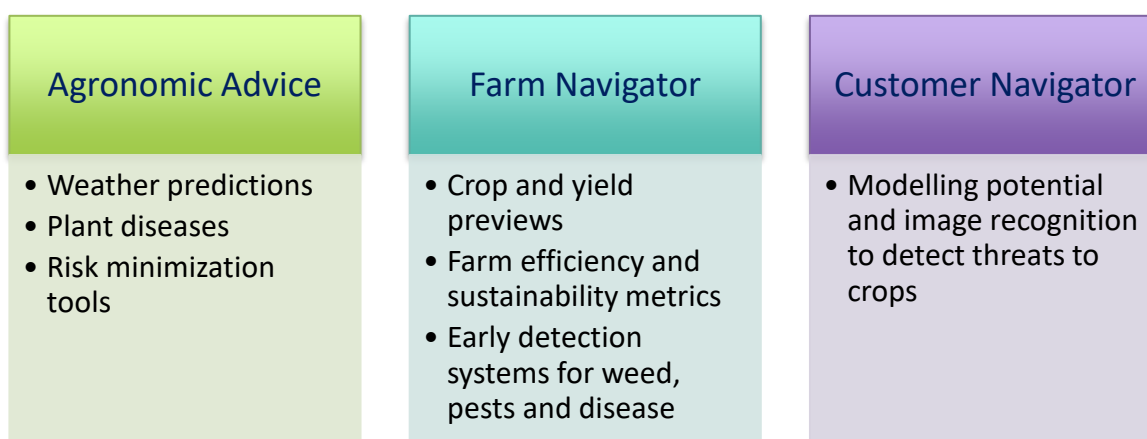 Agronomic Advice
• Weather predictions
• Plant diseases
• Risk minimization
tools
Farm Navigator
• Crop and yield
previews
• Farm efficiency and
sustainability metrics
• Early detection
systems for weed,
pests and disease
Customer Navigator
• Modelling potential
and image recognition
to detect threats to
crops